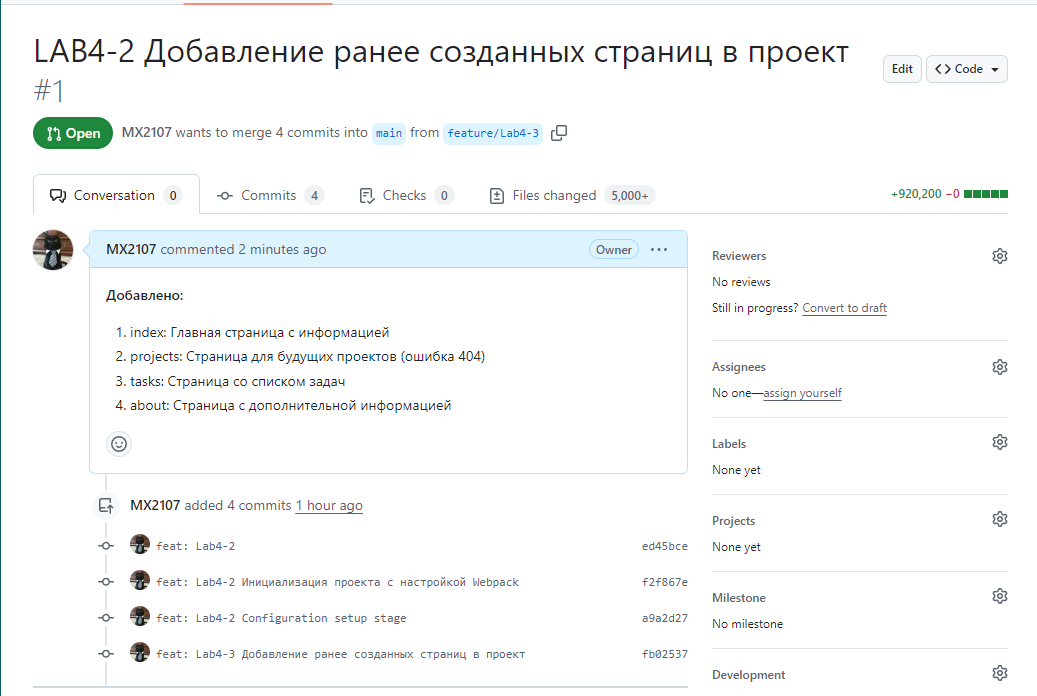 LAB4-2 Добавление ранее созданных страниц в проект
#1
Edit
Code
Open
MX2107 wants to merge 4 commits into main from feature/Lab4-3
Conversation 0
Commits 4
Checks 0
Files changed 5,000+
+920,200 −0
MX2107 commented 2 minutes ago
Owner
Добавлено:
1. index: Главная страница с информацией
2. projects: Страница для будущих проектов (ошибка 404)
3. tasks: Страница со списком задач
4. about: Страница с дополнительной информацией
MX2107 added 4 commits 1 hour ago
feat: Lab4-2
ed45bce
feat: Lab4-2 Инициализация проекта с настройкой Webpack
f2f867e
feat: Lab4-2 Configuration setup stage
a9a2d27
feat: Lab4-3 Добавление ранее созданных страниц в проект
fb02537
Reviewers
No reviews
Still in progress? Convert to draft
Assignees
No one—assign yourself
Labels
None yet
Projects
None yet
Milestone
No milestone
Development